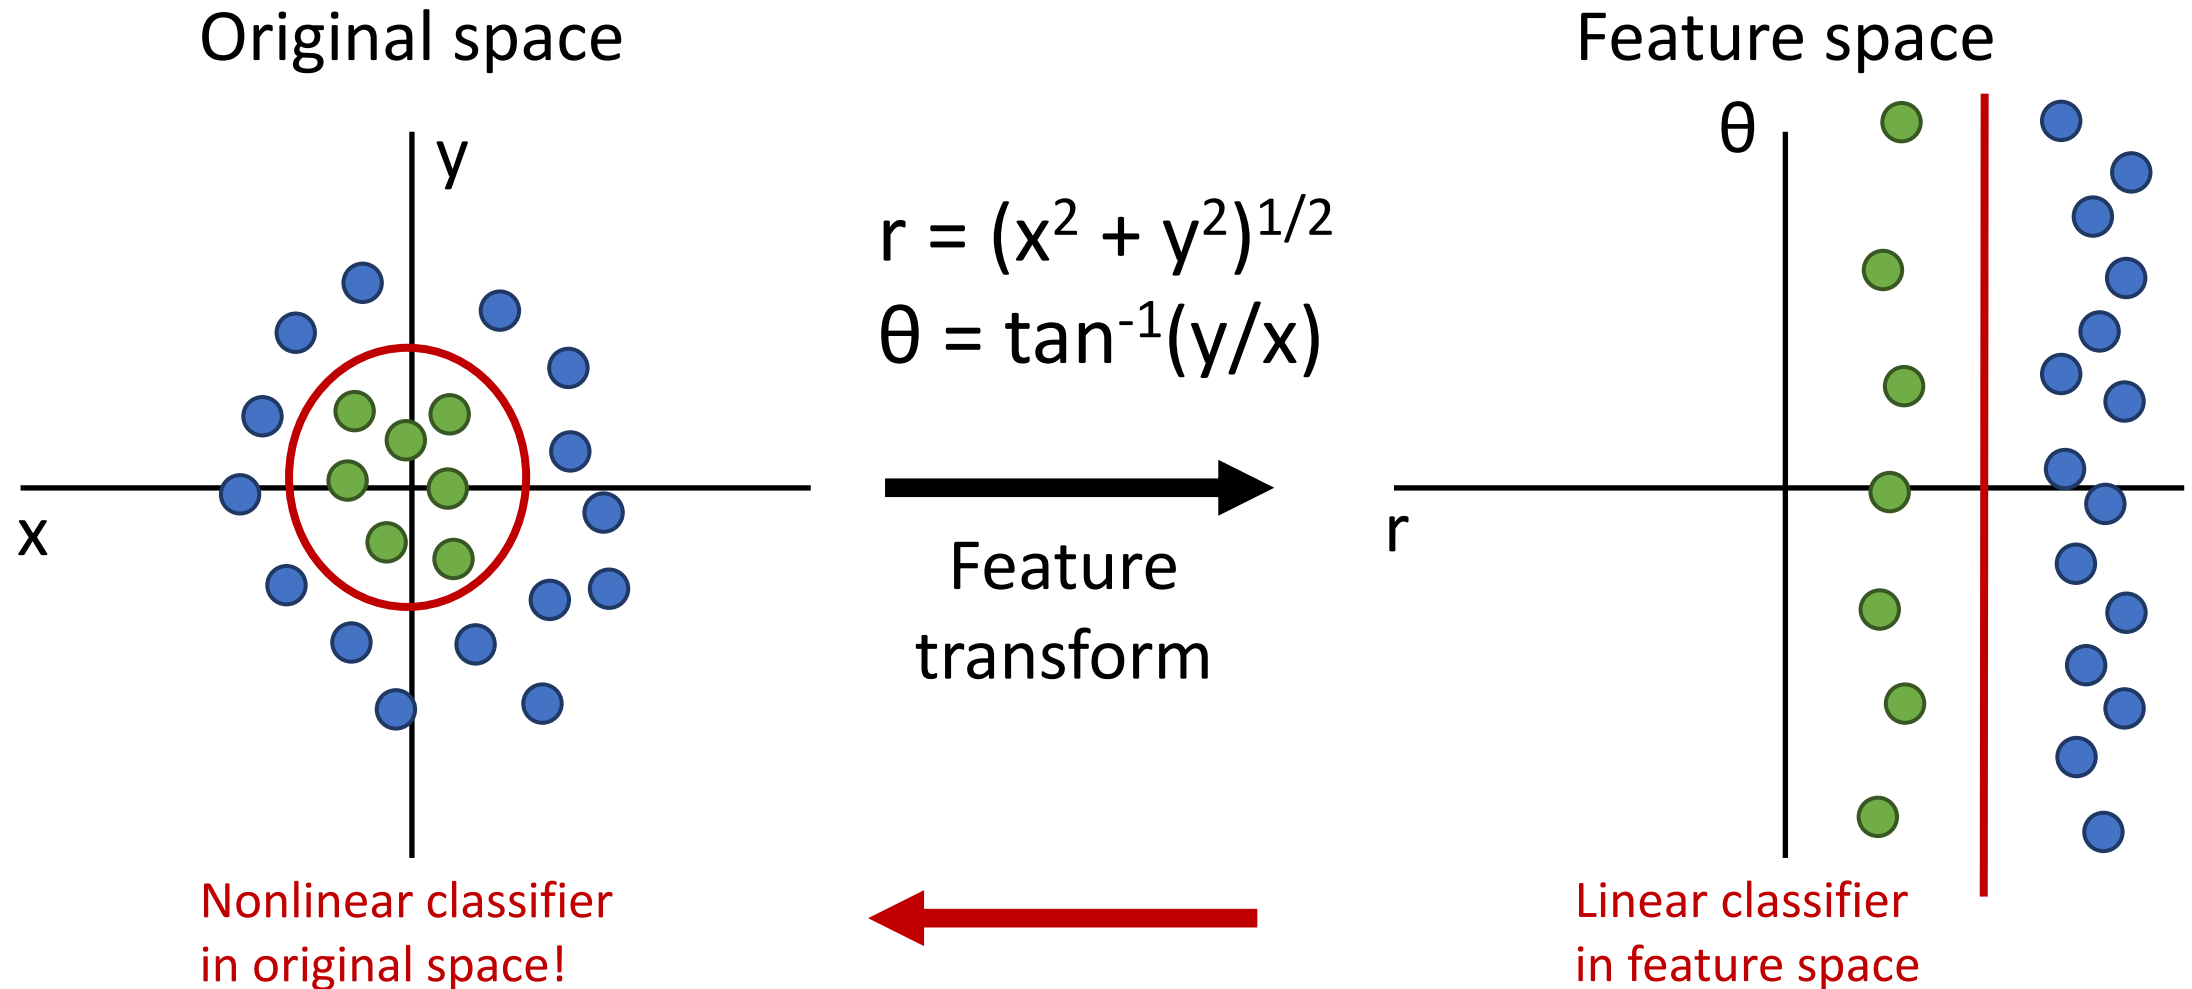 Original space
y
x
r = (x² + y²)¹/²
θ = tan⁻¹(y/x)
Feature
transform
Feature space
θ
r
Nonlinear classifier
in original space!
Linear classifier
in feature space